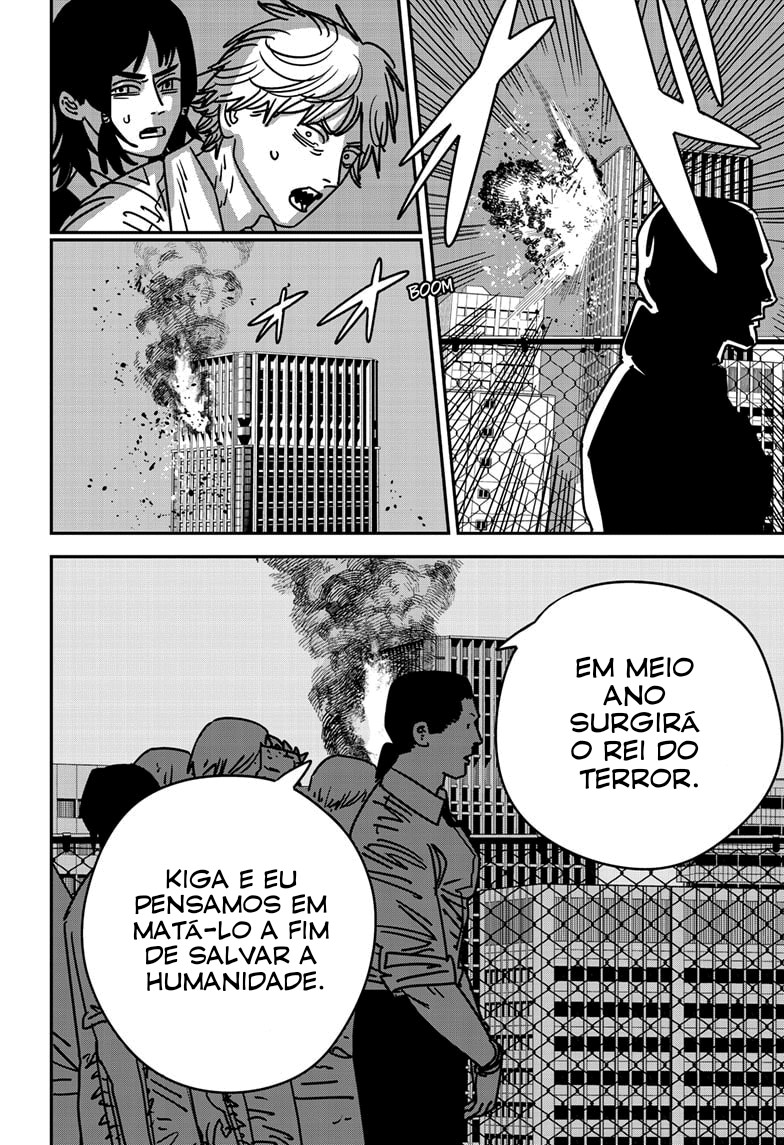 BOOM
EM MEIO
ANO
SURGIRÁ
O REI DO
TERROR.
KIGA E EU
PENSAMOS EM
MATÁ-LO A FIM
DE SALVAR A
HUMANIDADE.